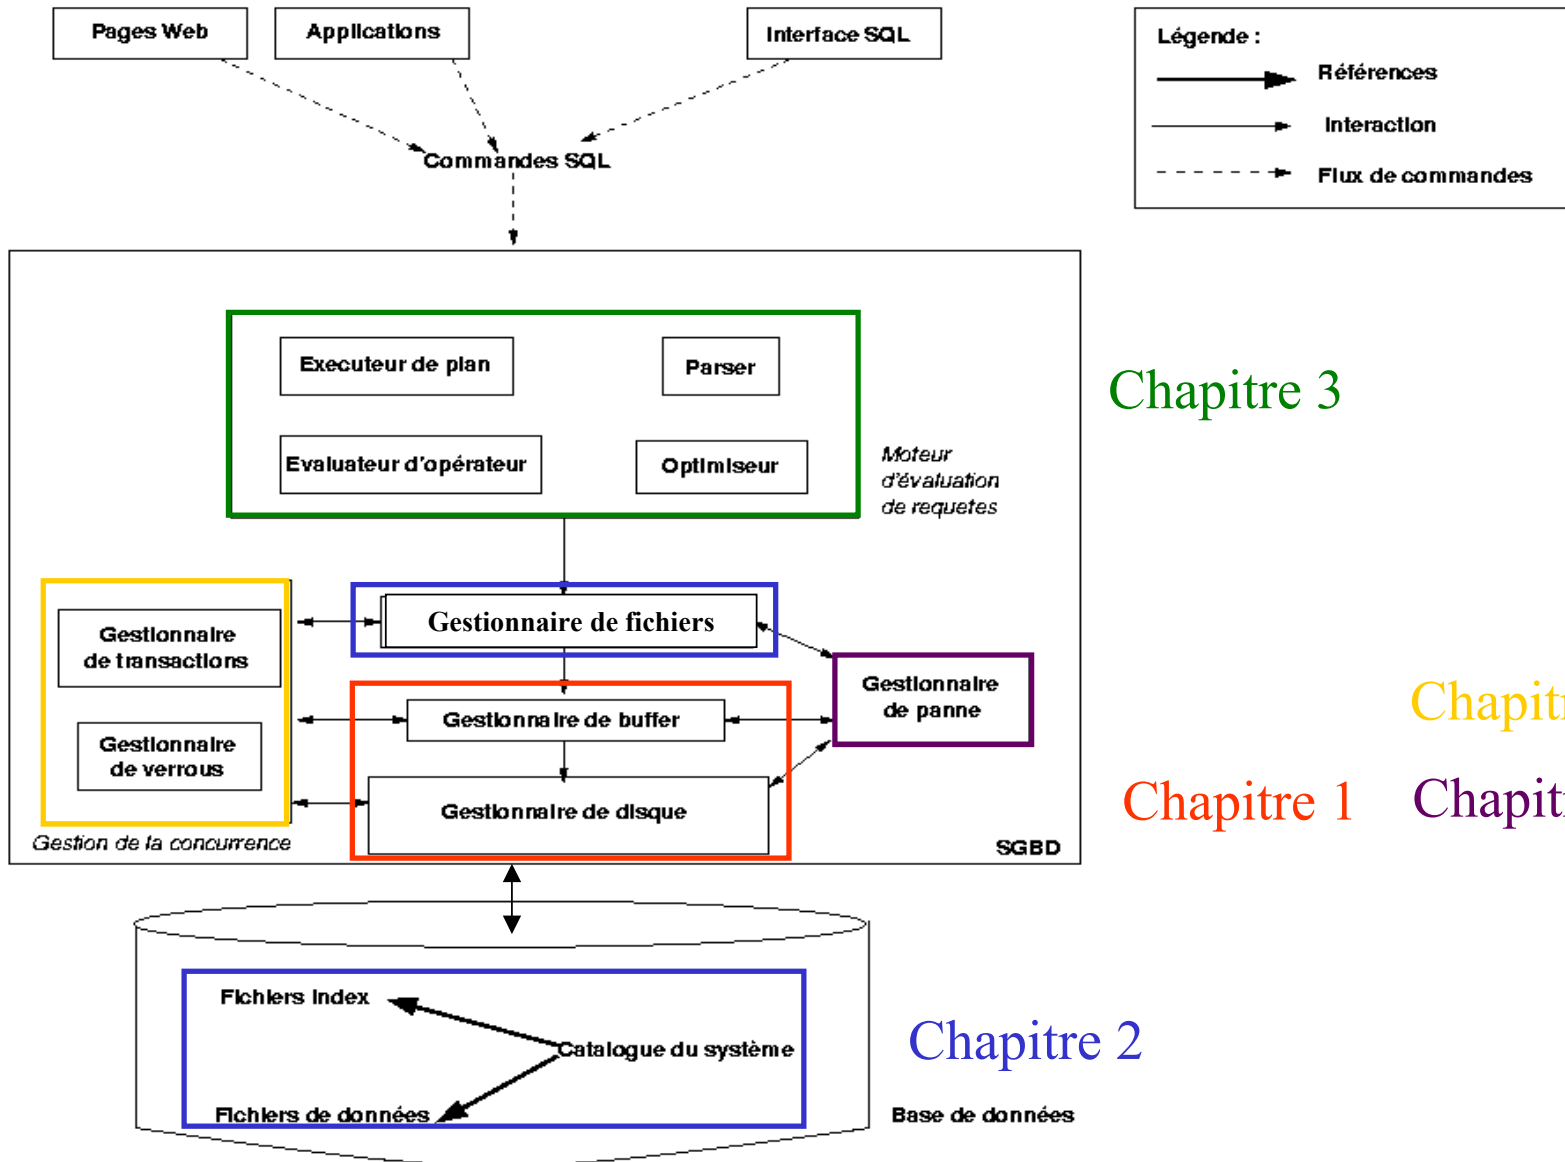 Pages Web
Applications
Interface SQL
Légende :
Références
Interaction
Flux de commandes
Commandes SQL
Executeur de plan
Parser
Chapitre 3
Evaluateur d'opérateur
Optimiseur
Moteur
d'évaluation
de requetes
Gestionnaire
de transactions
Gestionnaire de fichiers
Gestionnaire
de panne
Gestionnaire de buffer
Gestionnaire
de verrous
Gestionnaire de disque
Chapitre 1
Gestion de la concurrence
SGBD
Fichiers index
Catalogue du système
Chapitre 2
Fichiers de données
Base de données